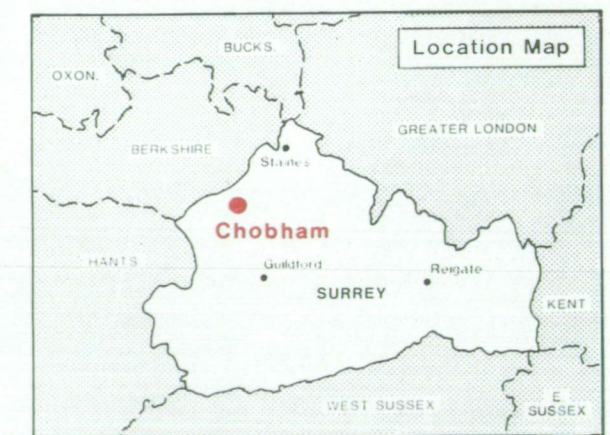 BUCKS.
Location Map
OXON.
GREATER LONDON
BERKSHIRE
Staines
Chobham
HANTS
Guildford
Reigate
SURREY
KENT
WEST SUSSEX
E.
SUSSEX